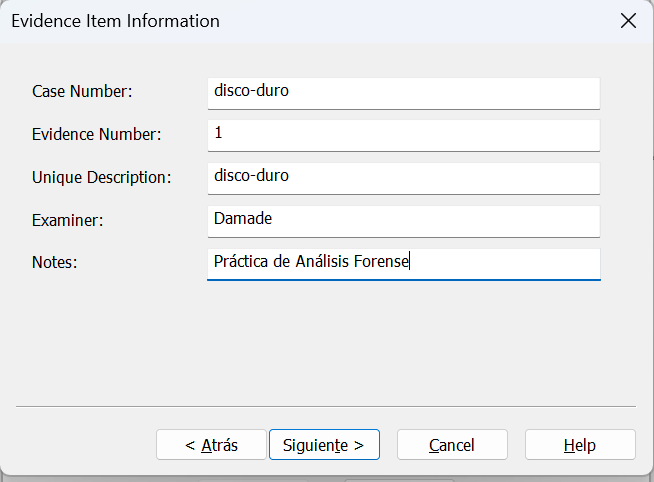 Evidence Item Information
Case Number: disco-duro
Evidence Number: 1
Unique Description: disco-duro
Examiner: Damade
Notes: Práctica de Análisis Forense
< Atrás Siguiente > Cancel Help